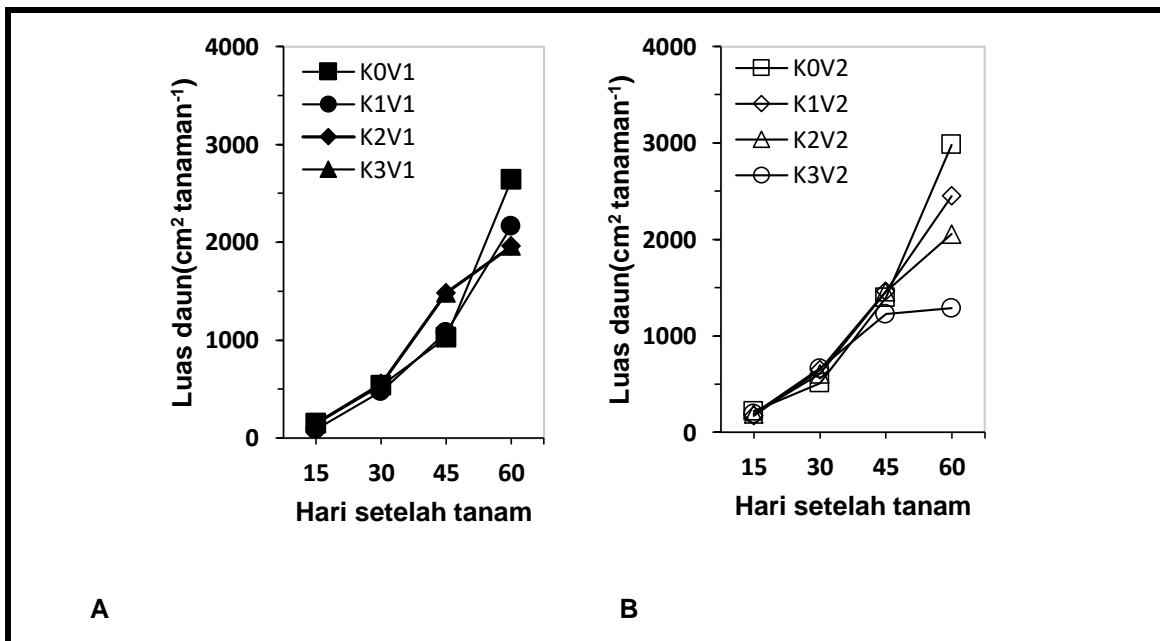 4000
3000
2000
1000
0
Luas daun(cm² tanaman⁻¹)
K0V1
K1V1
K2V1
K3V1
15 30 45 60
Hari setelah tanam
A
4000
3000
2000
1000
0
Luas daun(cm² tanaman⁻¹)
K0V2
K1V2
K2V2
K3V2
15 30 45 60
Hari setelah tanam
B